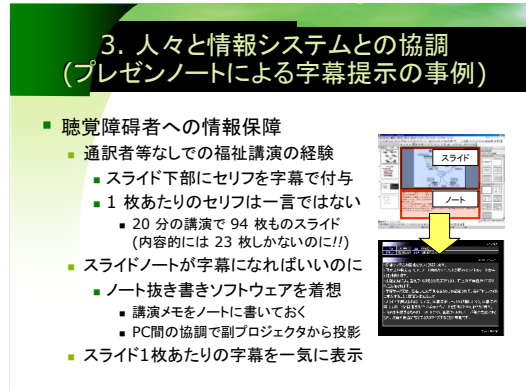 3. 人々と情報システムとの協調
(プレゼンノートによる字幕提示の事例)
聴覚障碍者への情報保障
通訳者等なしでの福祉講演の経験
スライド下部にセリフを字幕で付与
1 枚あたりのセリフは一言ではない
20 分の講演で 94 枚ものスライド
(内容的には 23 枚しかないのに!!)
スライドノートが字幕になればいいのに
ノート抜き書きソフトウェアを着想
講演メモをノートに書いておく
PC間の協調で副プロジェクタから投影
スライド1枚あたりの字幕を一気に表示
スライド
ノート